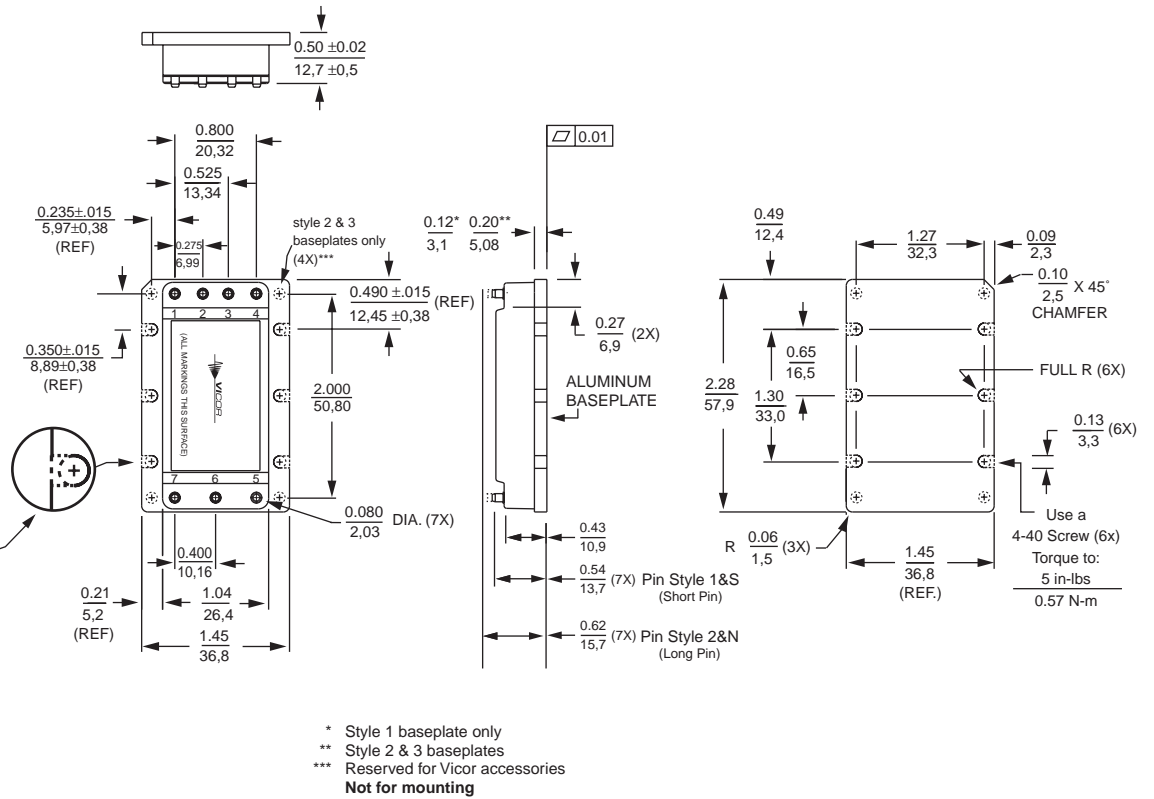 0.50 ±0.02
12,7 ±0,5
0.800
20,32
0.525
13,34
0.01
0.235±.015
5,97±0,38
(REF)
0.275
6,99
style 2 & 3
baseplates only
(4X)***
0.12* 0.20**
3,1 5,08
0.49
12,4
1.27
32,3
0.09
2,3
0.10
2,5
X 45°
CHAMFER
0.490 ±.015
12,45 ±0,38
(REF)
1 2 3 4
0.27
6,9
(2X)
0.350±.015
8,89±0,38
(REF)
VICOR
(ALL MARKINGS THIS SURFACE)
2.000
50,80
ALUMINUM
BASEPLATE
2.28
57,9
0.65
16,5
1.30
33,0
FULL R (6X)
0.13
3,3
(6X)
7 6 5
0.080
2,03
DIA. (7X)
0.400
10,16
0.21
5,2
(REF)
1.04
26,4
1.45
36,8
0.43
10,9
0.54
13,7
(7X) Pin Style 1&S
(Short Pin)
0.62
15,7
(7X) Pin Style 2&N
(Long Pin)
R 0.06
1,5
(3X)
1.45
36,8
(REF.)
Use a
4-40 Screw (6x)
Torque to:
5 in-lbs
0.57 N-m
* Style 1 baseplate only
** Style 2 & 3 baseplates
*** Reserved for Vicor accessories
Not for mounting